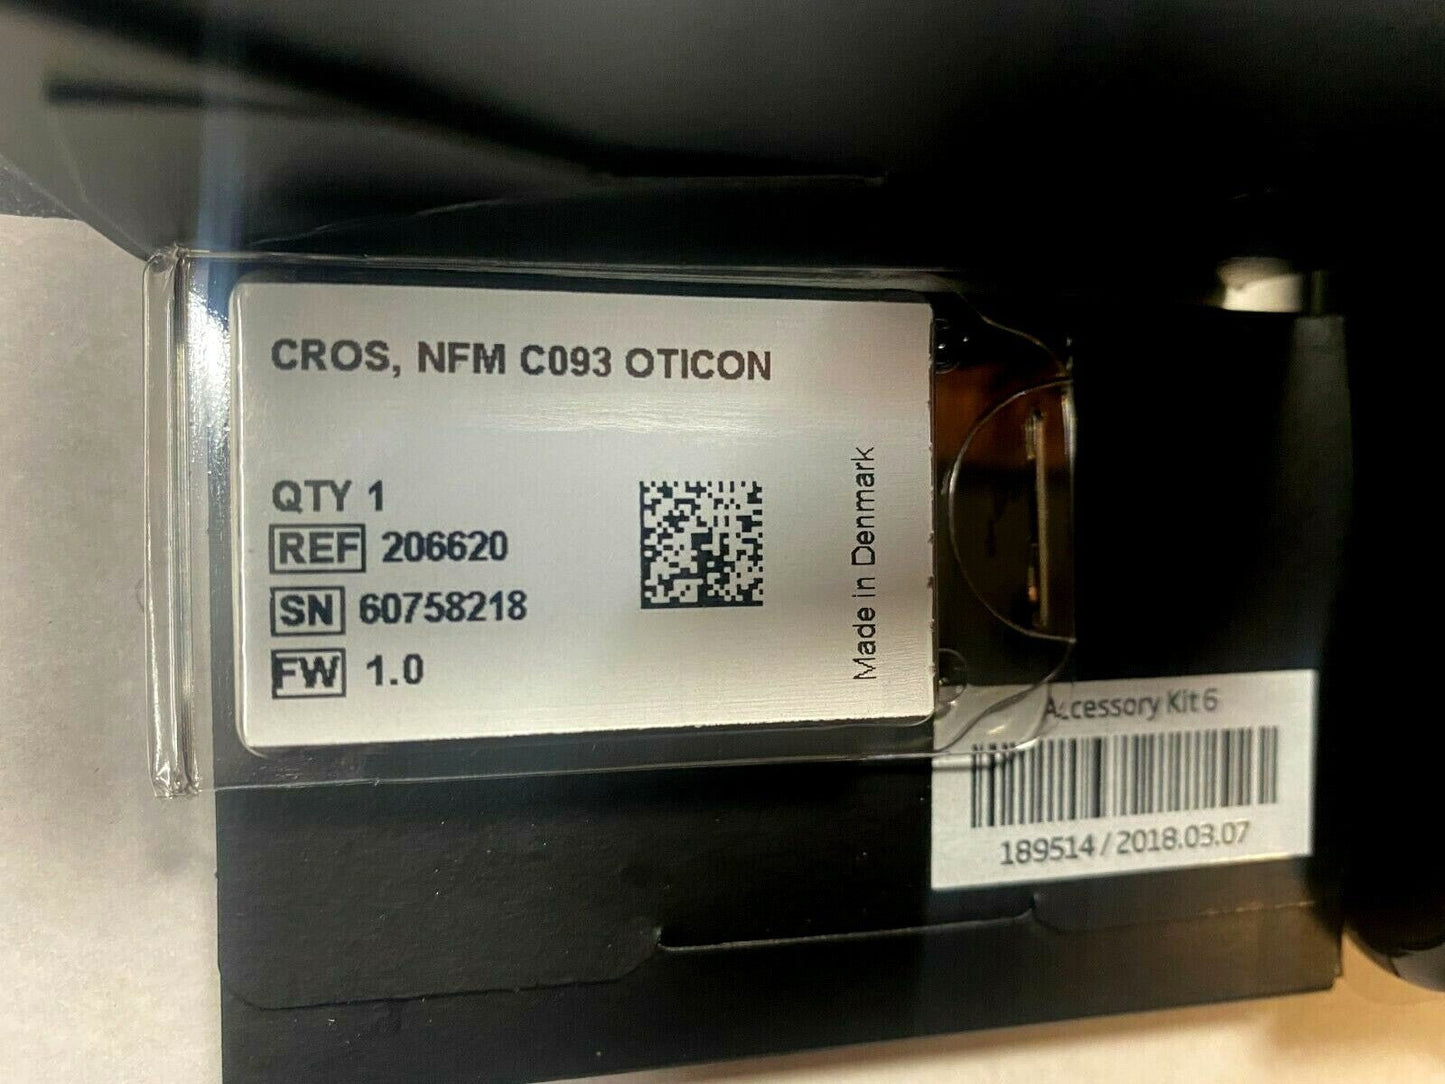 CROS, NFM C093 OTICON
QTY 1
REF 206620
SN 60758218
FW 1.0
Made in Denmark
Accessory Kit 6
189514 / 2018.03.07